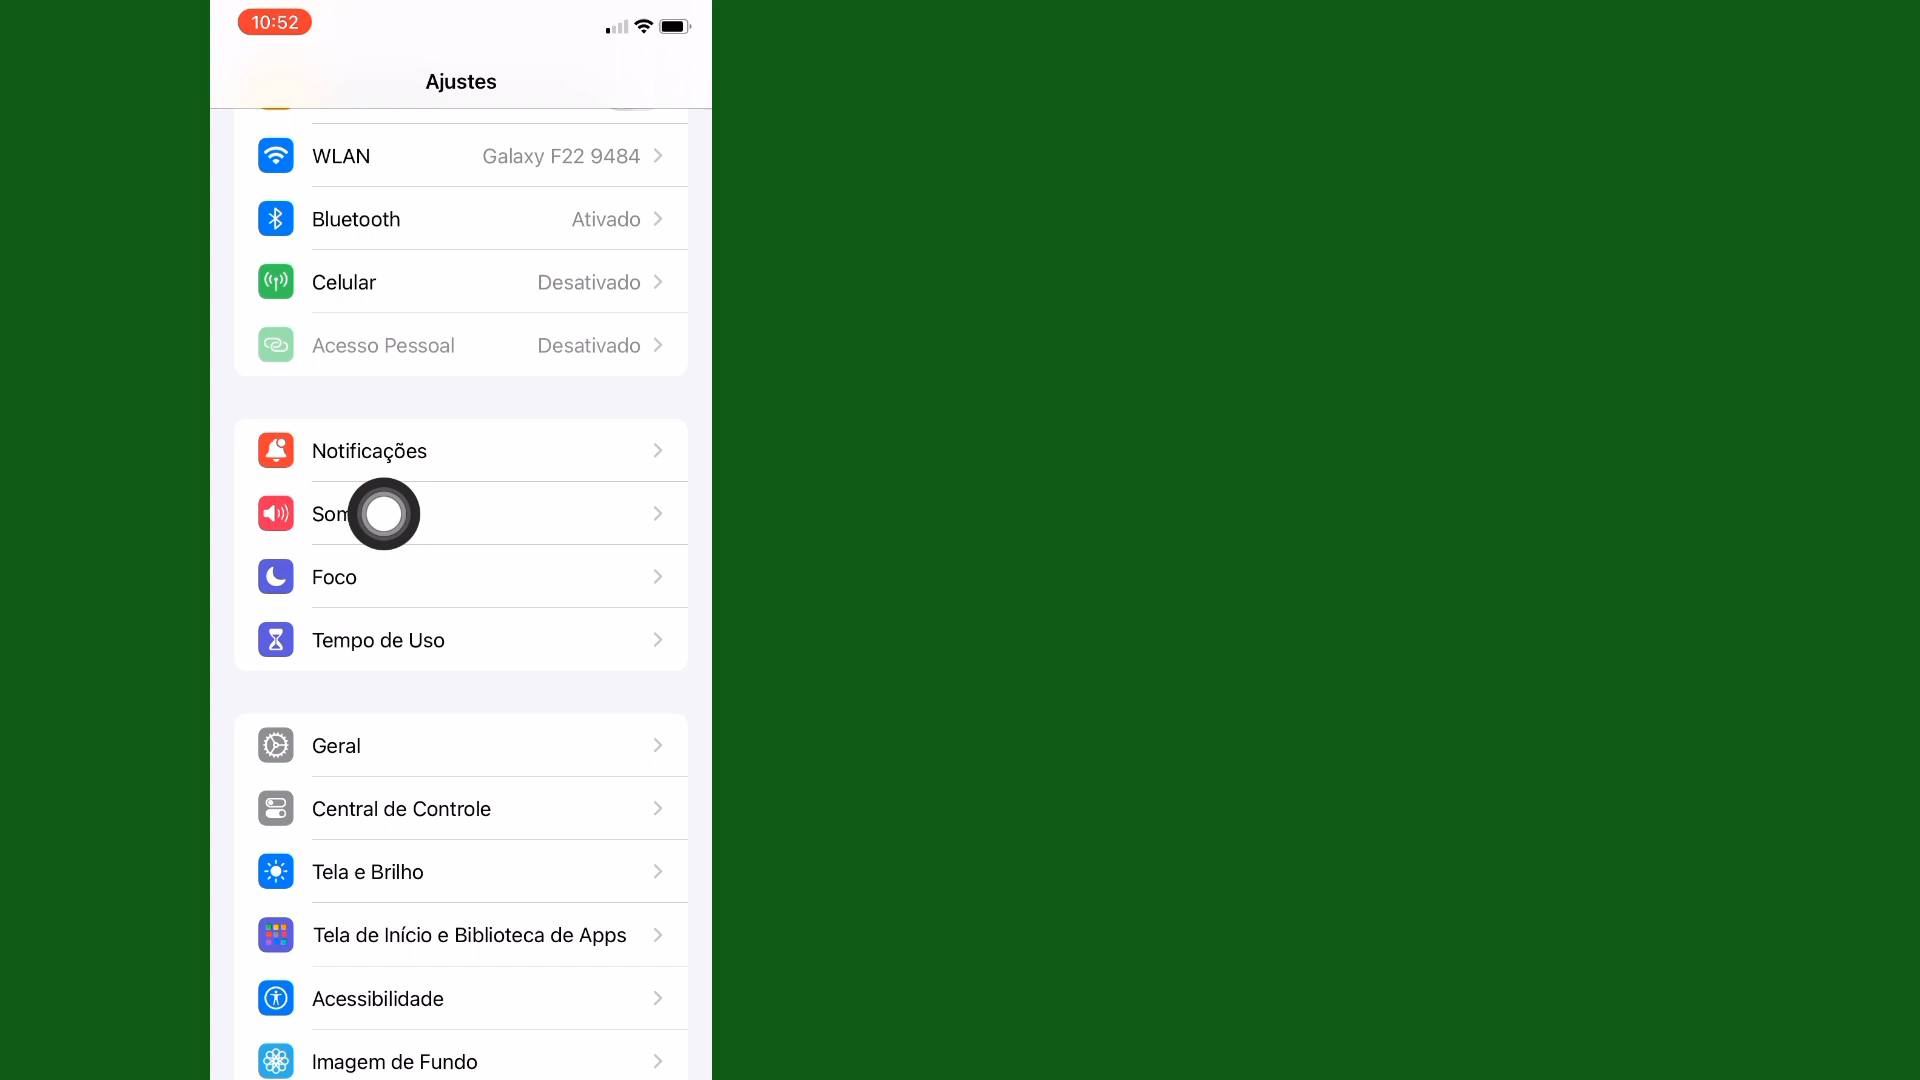 10:52
Ajustes
WLAN Galaxy F22 9484
Bluetooth Ativado
Celular Desativado
Acesso Pessoal Desativado
Notificações
Foco
Tempo de Uso
Geral
Central de Controle
Tela e Brilho
Tela de Início e Biblioteca de Apps
Acessibilidade
Imagem de Fundo